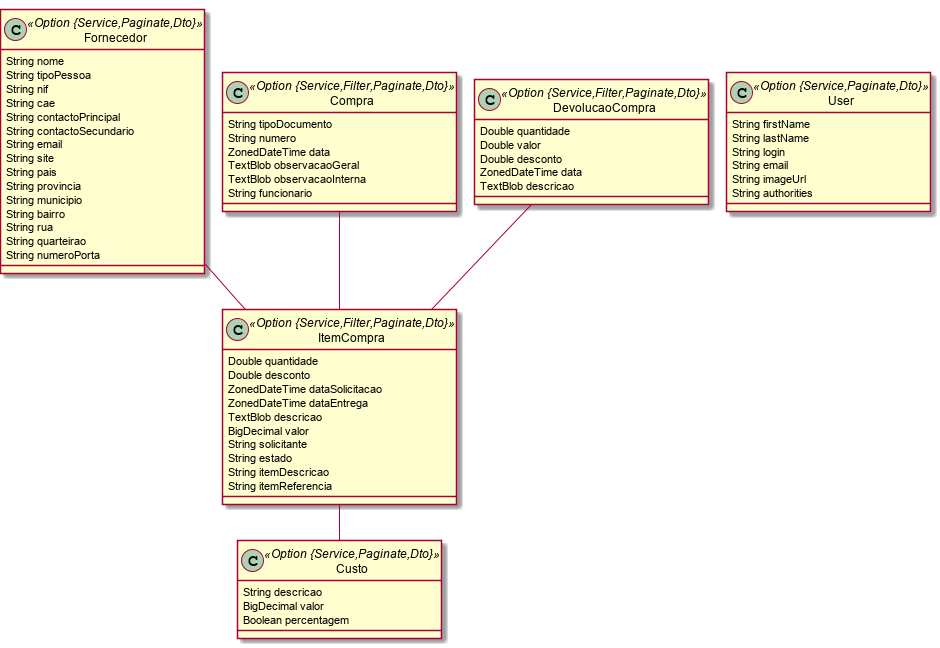 C «Option {Service,Paginate,Dto}»
Fornecedor
String nome
String tipoPessoa
String nif
String cae
String contactoPrincipal
String contactoSecundario
String email
String site
String pais
String provincia
String municipio
String bairro
String rua
String quarteirao
String numeroPorta
C «Option {Service,Filter,Paginate,Dto}»
Compra
String tipoDocumento
String numero
ZonedDateTime data
TextBlob observacaoGeral
TextBlob observacaoInterna
String funcionario
C «Option {Service,Filter,Paginate,Dto}»
DevolucaoCompra
Double quantidade
Double valor
Double desconto
ZonedDateTime data
TextBlob descricao
C «Option {Service,Paginate,Dto}»
User
String firstName
String lastName
String login
String email
String imageUrl
String authorities
C «Option {Service,Filter,Paginate,Dto}»
ItemCompra
Double quantidade
Double desconto
ZonedDateTime dataSolicitacao
ZonedDateTime dataEntrega
TextBlob descricao
BigDecimal valor
String solicitante
String estado
String itemDescricao
String itemReferencia
C «Option {Service,Paginate,Dto}»
Custo
String descricao
BigDecimal valor
Boolean percentagem